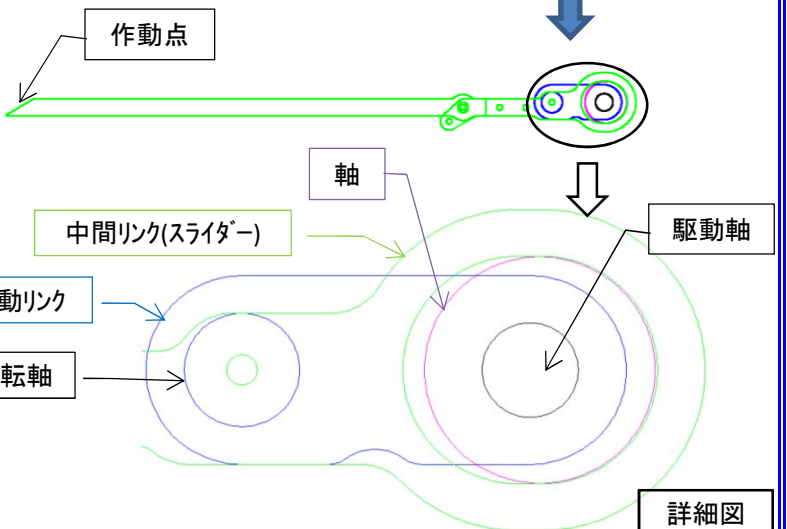 作動点
軸
中間リンク(スライダー)
駆動軸
動リンク
転軸
詳細図